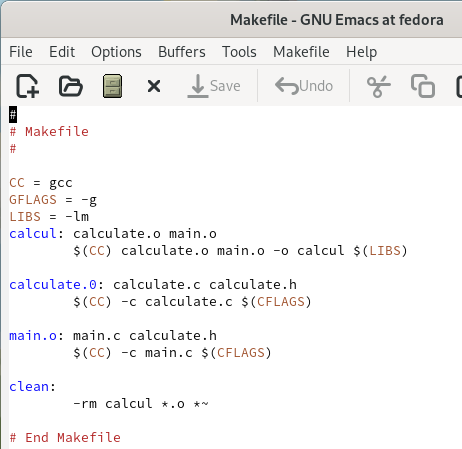 Makefile - GNU Emacs at fedora
File Edit Options Buffers Tools Makefile Help
Save Undo
#
# Makefile
#
CC = gcc
GFLAGS = -g
LIBS = -lm
calcul: calculate.o main.o
$(CC) calculate.o main.o -o calcul $(LIBS)
calculate.0: calculate.c calculate.h
$(CC) -c calculate.c $(CFLAGS)
main.o: main.c calculate.h
$(CC) -c main.c $(CFLAGS)
clean:
-rm calcul *.o *~
# End Makefile